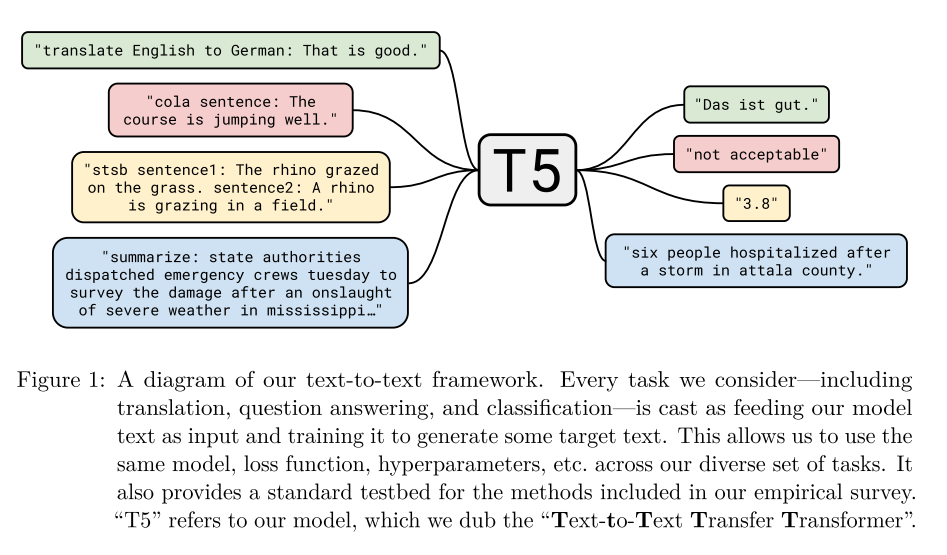 "translate English to German: That is good."
"cola sentence: The
course is jumping well."
"stsb sentence1: The rhino grazed
on the grass. sentence2: A rhino
is grazing in a field."
"summarize: state authorities
dispatched emergency crews tuesday to
survey the damage after an onslaught
of severe weather in mississippi…"
T5
"Das ist gut."
"not acceptable"
"3.8"
"six people hospitalized after
a storm in attala county."
Figure 1: A diagram of our text-to-text framework. Every task we consider—including
translation, question answering, and classification—is cast as feeding our model
text as input and training it to generate some target text. This allows us to use the
same model, loss function, hyperparameters, etc. across our diverse set of tasks. It
also provides a standard testbed for the methods included in our empirical survey.
“T5” refers to our model, which we dub the “Text-to-Text Transfer Transformer”.